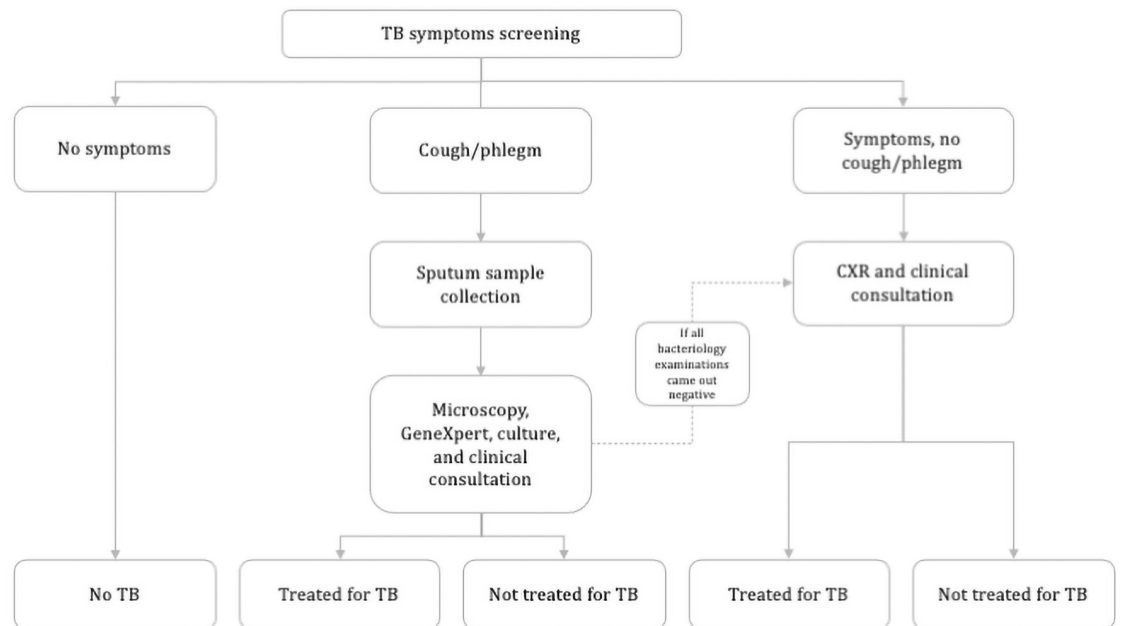 TB symptoms screening
No symptoms
Cough/phlegm
Symptoms, no
cough/phlegm
Sputum sample
collection
CXR and clinical
consultation
If all
bacteriology
examinations
came out
negative
Microscopy,
GeneXpert, culture,
and clinical
consultation
No TB
Treated for TB
Not treated for TB
Treated for TB
Not treated for TB